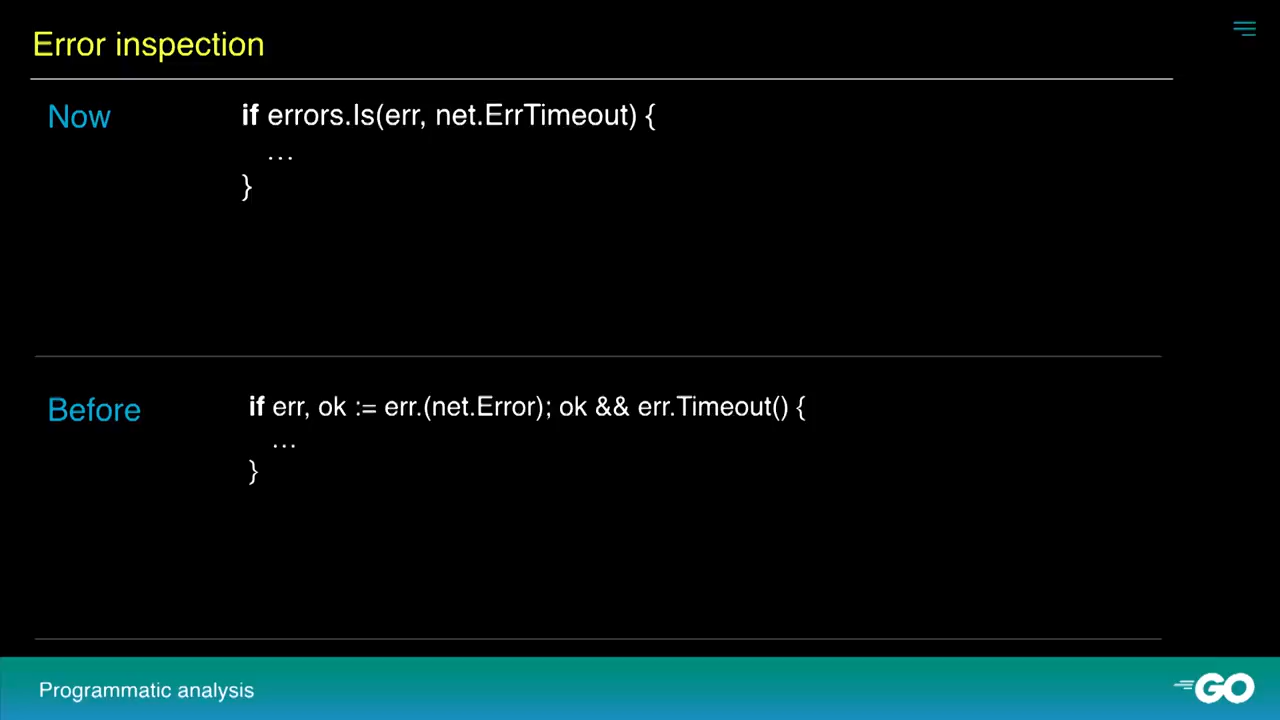 Error inspection
Now
if errors.Is(err, net.ErrTimeout) {
…
}
Before
if err, ok := err.(net.Error); ok && err.Timeout() {
…
}
Programmatic analysis
GO